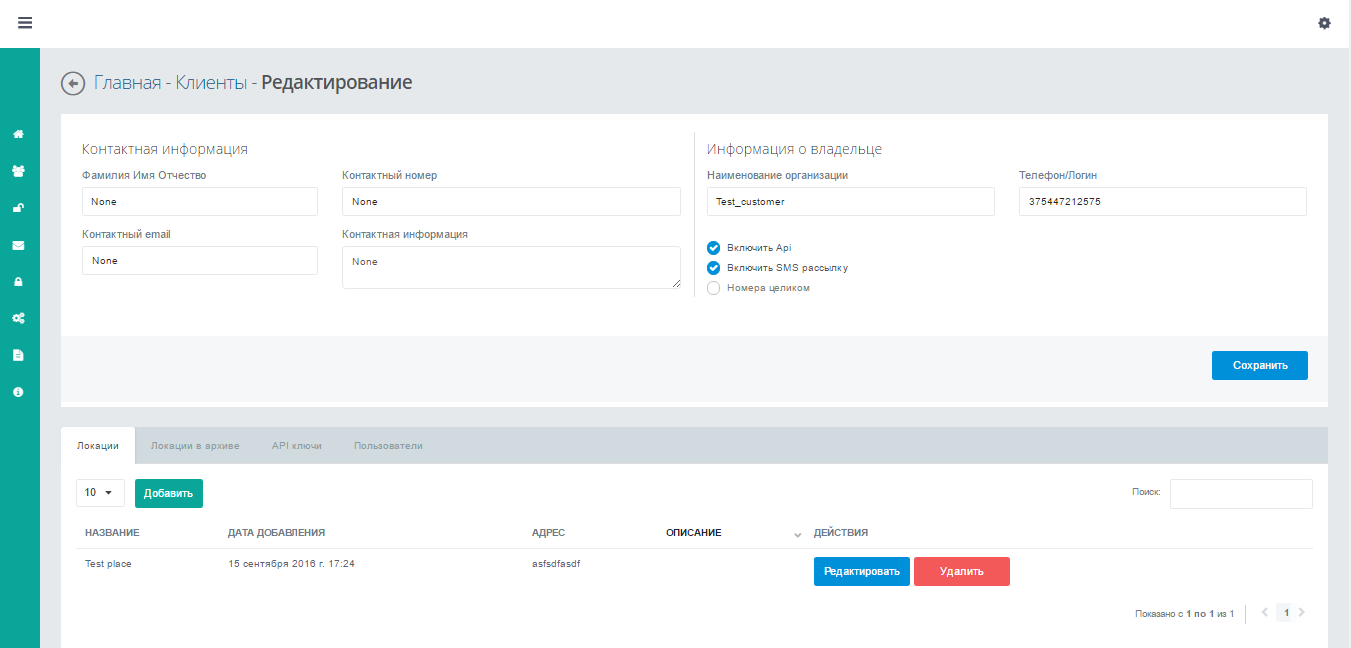 Главная - Клиенты - Редактирование
Контактная информация
Фамилия Имя Отчество
Контактный номер
None
None
Контактный email
Контактная информация
None
None
Информация о владельце
Наименование организации
Телефон/Логин
Test_customer
375447212575
Включить Api
Включить SMS рассылку
Номера целиком
Сохранить
Локации
Локации в архиве
API ключи
Пользователи
10
Добавить
Поиск:
НАЗВАНИЕ
ДАТА ДОБАВЛЕНИЯ
АДРЕС
ОПИСАНИЕ
ДЕЙСТВИЯ
Test place
15 сентября 2016 г. 17:24
asfsdfasdf
Редактировать
Удалить
Показано с 1 по 1 из 1
1